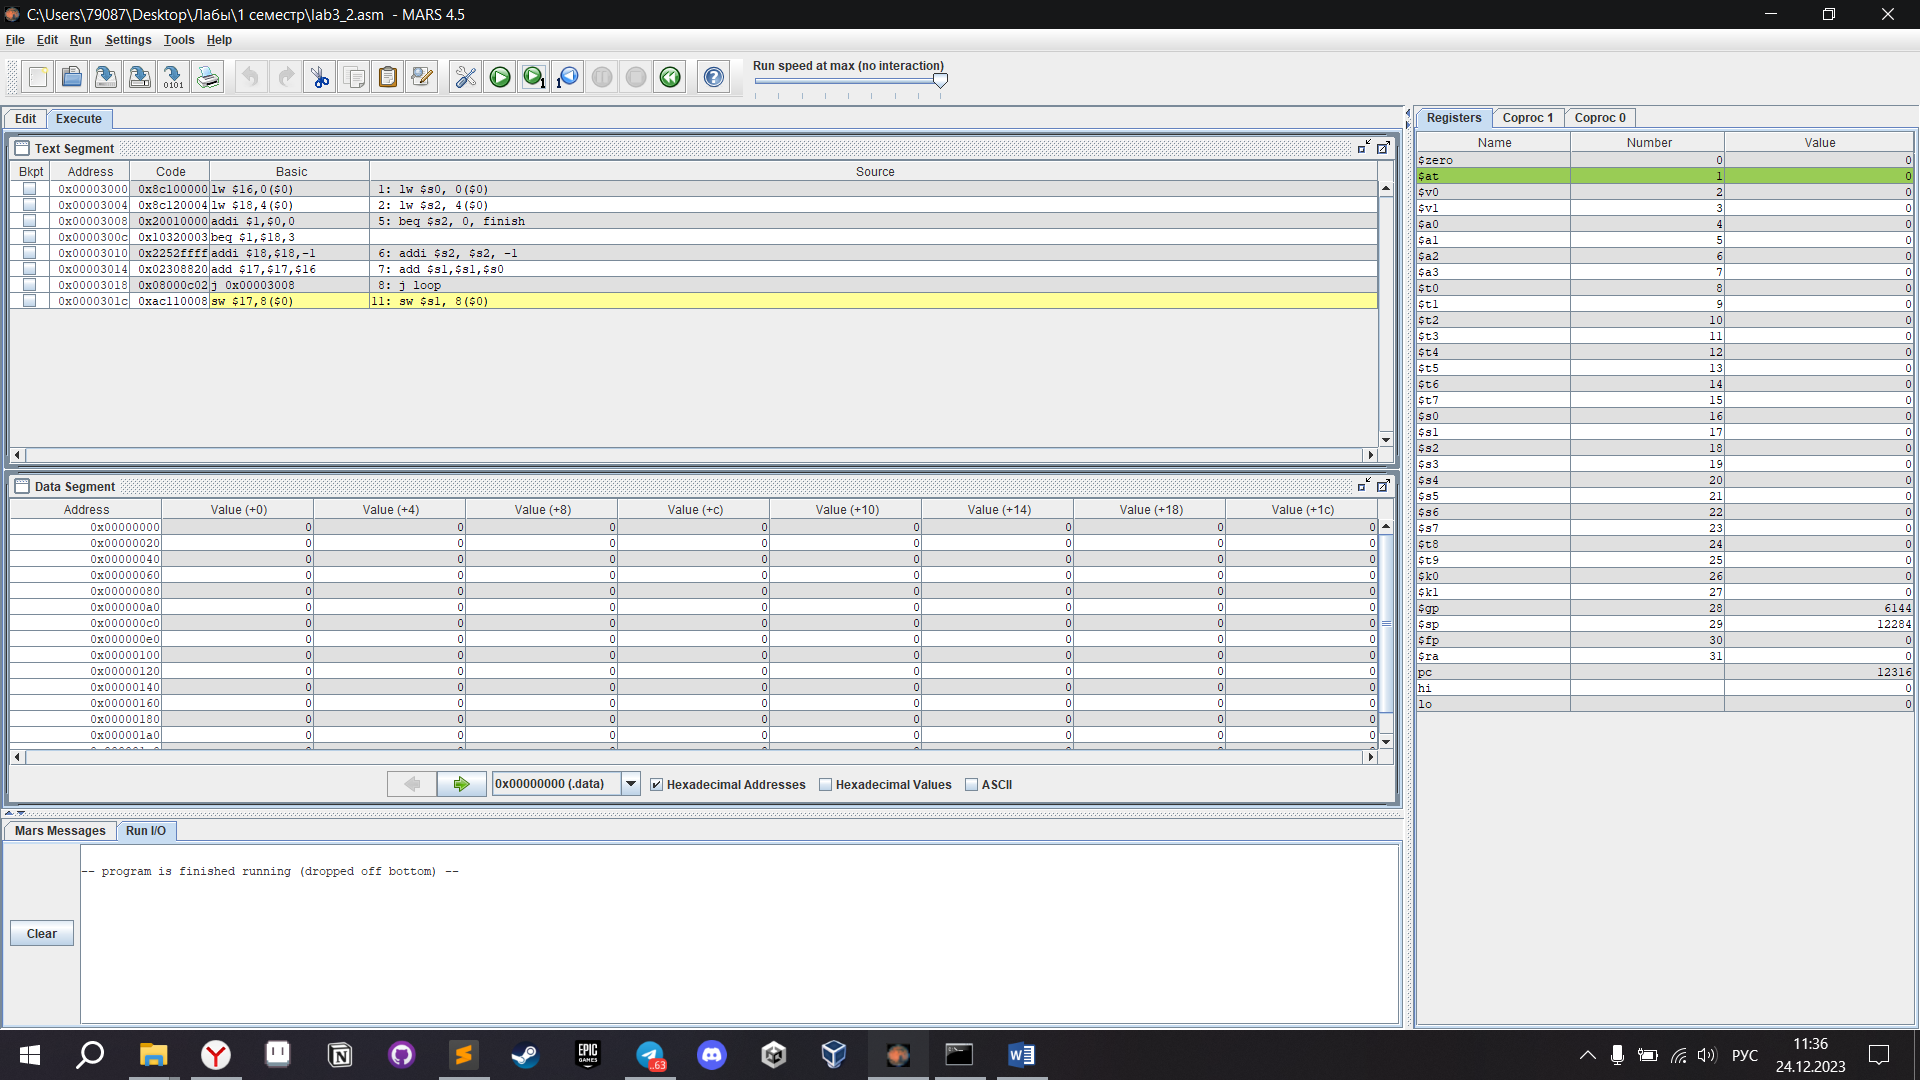 C:\Users\79087\Desktop\Лабы\1 семестр\lab3_2.asm - MARS 4.5
File Edit Run Settings Tools Help
Run speed at max (no interaction)
Edit Execute
Text Segment
Bkpt Address Code Basic Source
0x00003000 0x8c100000 lw $16,0($0) 1: lw $s0, 0($0)
0x00003004 0x8c120004 lw $18,4($0) 2: lw $s2, 4($0)
0x00003008 0x20010000 addi $1,$0,0 5: beq $s2, 0, finish
0x0000300c 0x10320003 beq $1,$18,3
0x00003010 0x2252ffff addi $18,$18,-1 6: addi $s2, $s2, -1
0x00003014 0x02308820 add $17,$17,$16 7: add $s1,$s1,$s0
0x00003018 0x08000c02 j 0x00003008 8: j loop
0x0000301c 0xac110008 sw $17,8($0) 11: sw $s1, 8($0)
Data Segment
Address Value (+0) Value (+4) Value (+8) Value (+c) Value (+10) Value (+14) Value (+18) Value (+1c)
0x00000000 0 0 0 0 0 0 0 0
0x00000020 0 0 0 0 0 0 0 0
0x00000040 0 0 0 0 0 0 0 0
0x00000060 0 0 0 0 0 0 0 0
0x00000080 0 0 0 0 0 0 0 0
0x000000a0 0 0 0 0 0 0 0 0
0x000000c0 0 0 0 0 0 0 0 0
0x000000e0 0 0 0 0 0 0 0 0
0x00000100 0 0 0 0 0 0 0 0
0x00000120 0 0 0 0 0 0 0 0
0x00000140 0 0 0 0 0 0 0 0
0x00000160 0 0 0 0 0 0 0 0
0x00000180 0 0 0 0 0 0 0 0
0x000001a0 0 0 0 0 0 0 0 0
0x00000000 (.data) Hexadecimal Addresses Hexadecimal Values ASCII
Mars Messages Run I/O
-- program is finished running (dropped off bottom) --
Clear
Registers Coproc 1 Coproc 0
Name Number Value
$zero 0 0
$at 1 0
$v0 2 0
$v1 3 0
$a0 4 0
$a1 5 0
$a2 6 0
$a3 7 0
$t0 8 0
$t1 9 0
$t2 10 0
$t3 11 0
$t4 12 0
$t5 13 0
$t6 14 0
$t7 15 0
$s0 16 0
$s1 17 0
$s2 18 0
$s3 19 0
$s4 20 0
$s5 21 0
$s6 22 0
$s7 23 0
$t8 24 0
$t9 25 0
$k0 26 0
$k1 27 0
$gp 28 6144
$sp 29 12284
$fp 30 0
$ra 31 0
pc 12316
hi 0
lo 0
EPIC
GAMES
63
РУС
11:36
24.12.2023